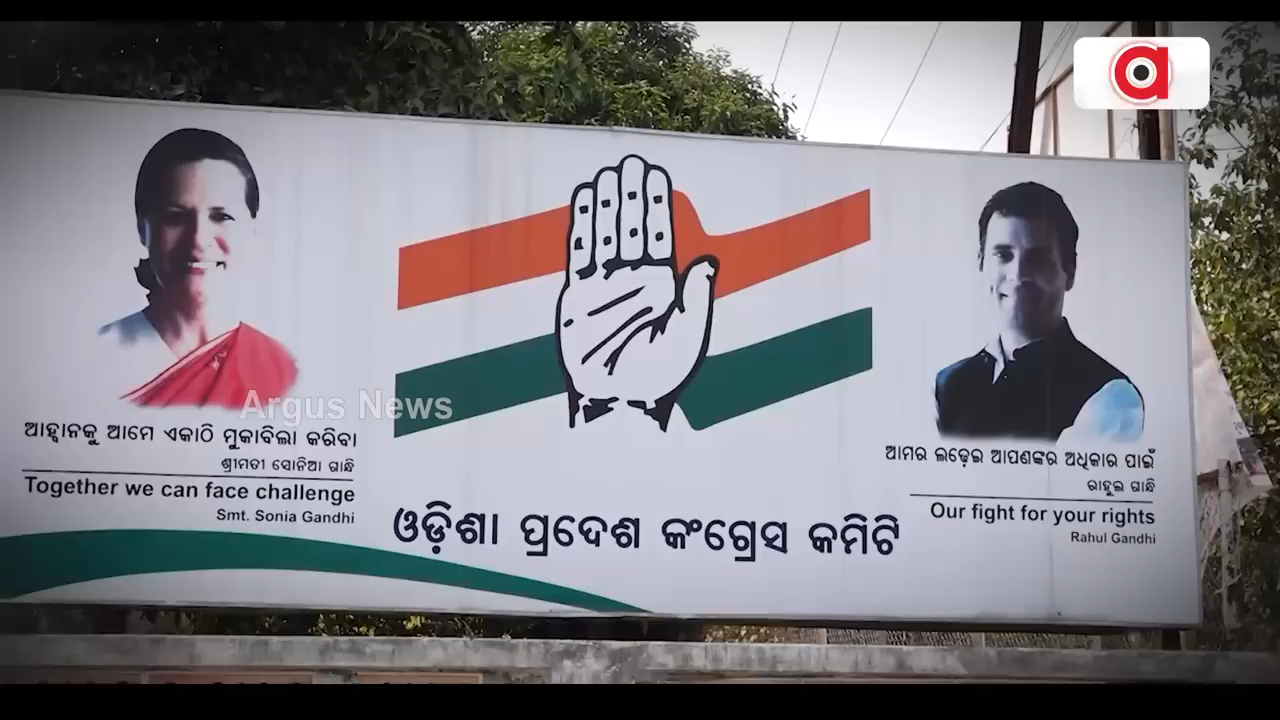 ଆହ୍ୱାନକୁ ଆମେ ଏକାଠି ମୁକାବିଲା କରିବା
ଶ୍ରୀମତୀ ସୋନିଆ ଗାନ୍ଧି
Together we can face challenge
Smt. Sonia Gandhi
Argus News
ଓଡ଼ିଶା ପ୍ରଦେଶ କଂଗ୍ରେସ କମିଟି
ଆମର ଲଢ଼େଇ ଆପଣଙ୍କର ଅଧିକାର ପାଇଁ
ରାହୁଲ ଗାନ୍ଧି
Our fight for your rights
Rahul Gandhi
a